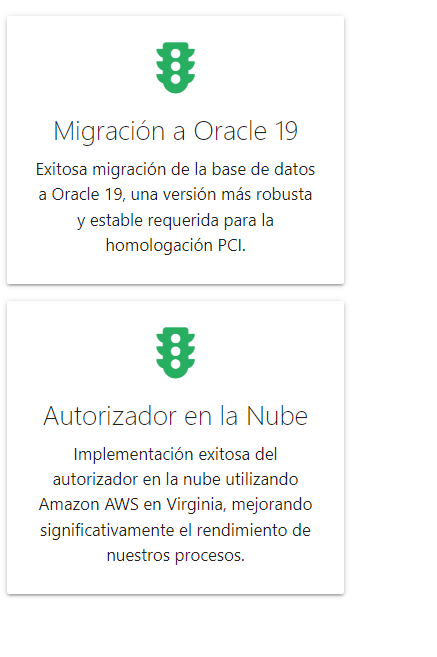 Migración a Oracle 19
Exitosa migración de la base de datos
a Oracle 19, una versión más robusta
y estable requerida para la
homologación PCI.
Autorizador en la Nube
Implementación exitosa del
autorizador en la nube utilizando
Amazon AWS en Virginia, mejorando
significativamente el rendimiento de
nuestros procesos.